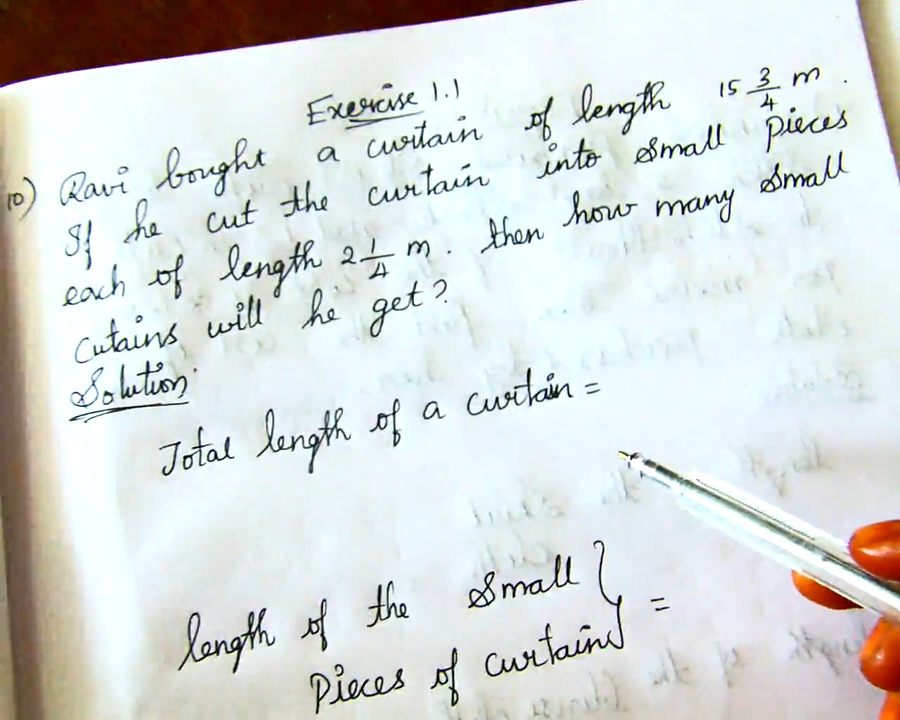 Exercise 1.1
10) Ravi bought a curtain of length 15 3/4 m.
If he cut the curtain into small pieces
each of length 2 1/4 m. then how many small
cutains will he get?
Solution:
Total length of a curtain =
length of the small }
Pieces of curtain } =